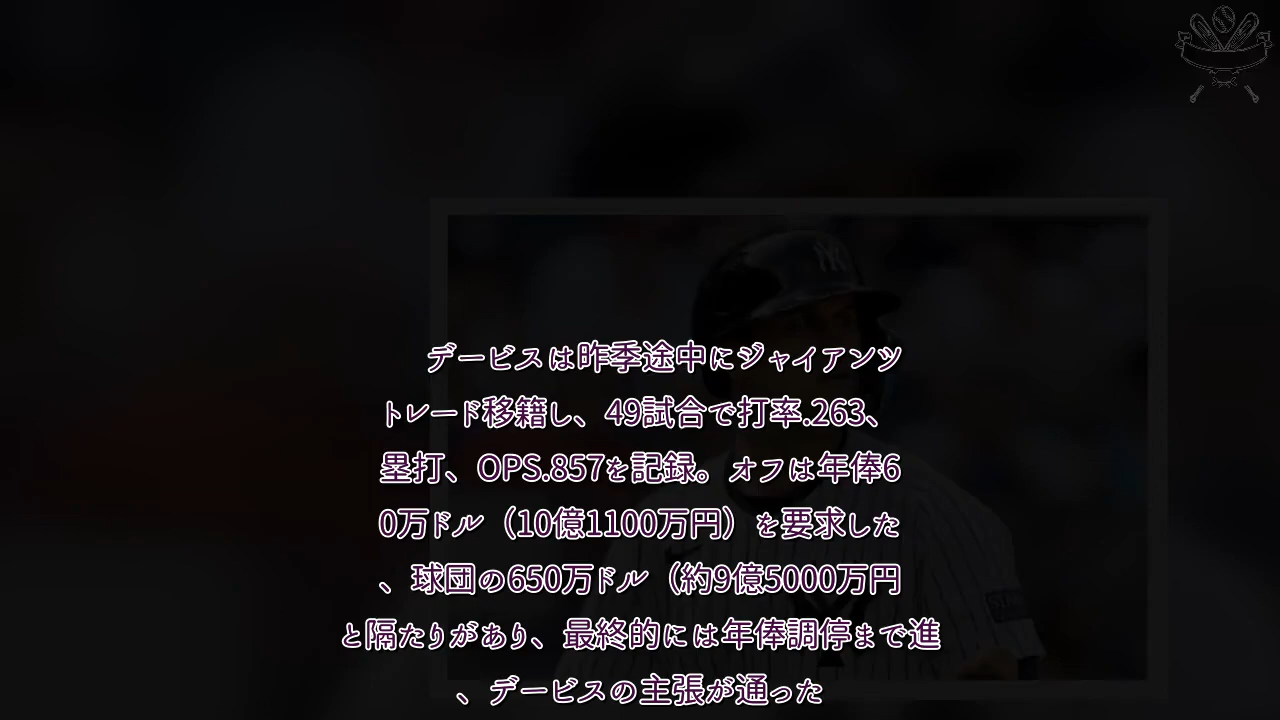 デービスは昨季途中にジャイアンツ
トレード移籍し、49試合で打率.263、
塁打、OPS.857を記録。オフは年俸6
0万ドル（10億1100万円）を要求した
、球団の650万ドル（約9億5000万円
と隔たりがあり、最終的には年俸調停まで進
、デービスの主張が通った